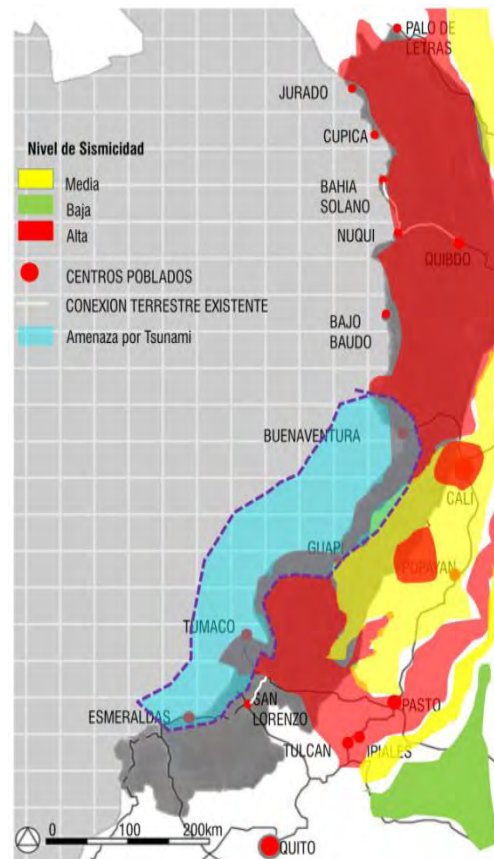 PALO DE
LETRAS
JURADO
CUPICA
Nivel de Sismicidad
Media
Baja
Alta
CENTROS POBLADOS
CONEXION TERRESTRE EXISTENTE
Amenaza por Tsunami
BAHIA
SOLANO
NUQUI
QUIBDO
BAJO
BAUDO
BUENAVENTURA
CALI
GUAPI
POPAYAN
TUMACO
ESMERALDAS
SAN
LORENZO
PASTO
TULCAN
IPIALES
0 100 200km
QUITO